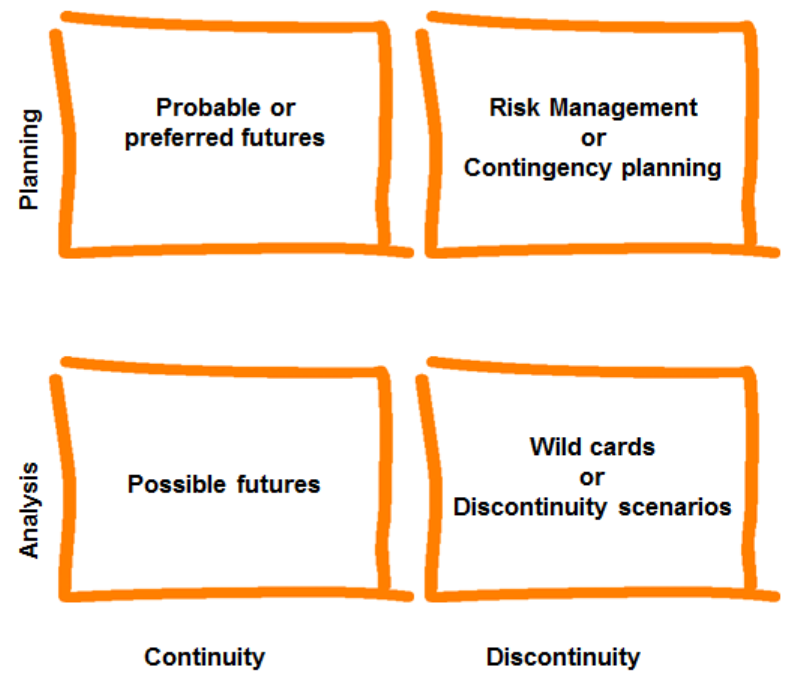 Planning
Probable or
preferred futures
Risk Management
or
Contingency planning
Analysis
Possible futures
Wild cards
or
Discontinuity scenarios
Continuity
Discontinuity